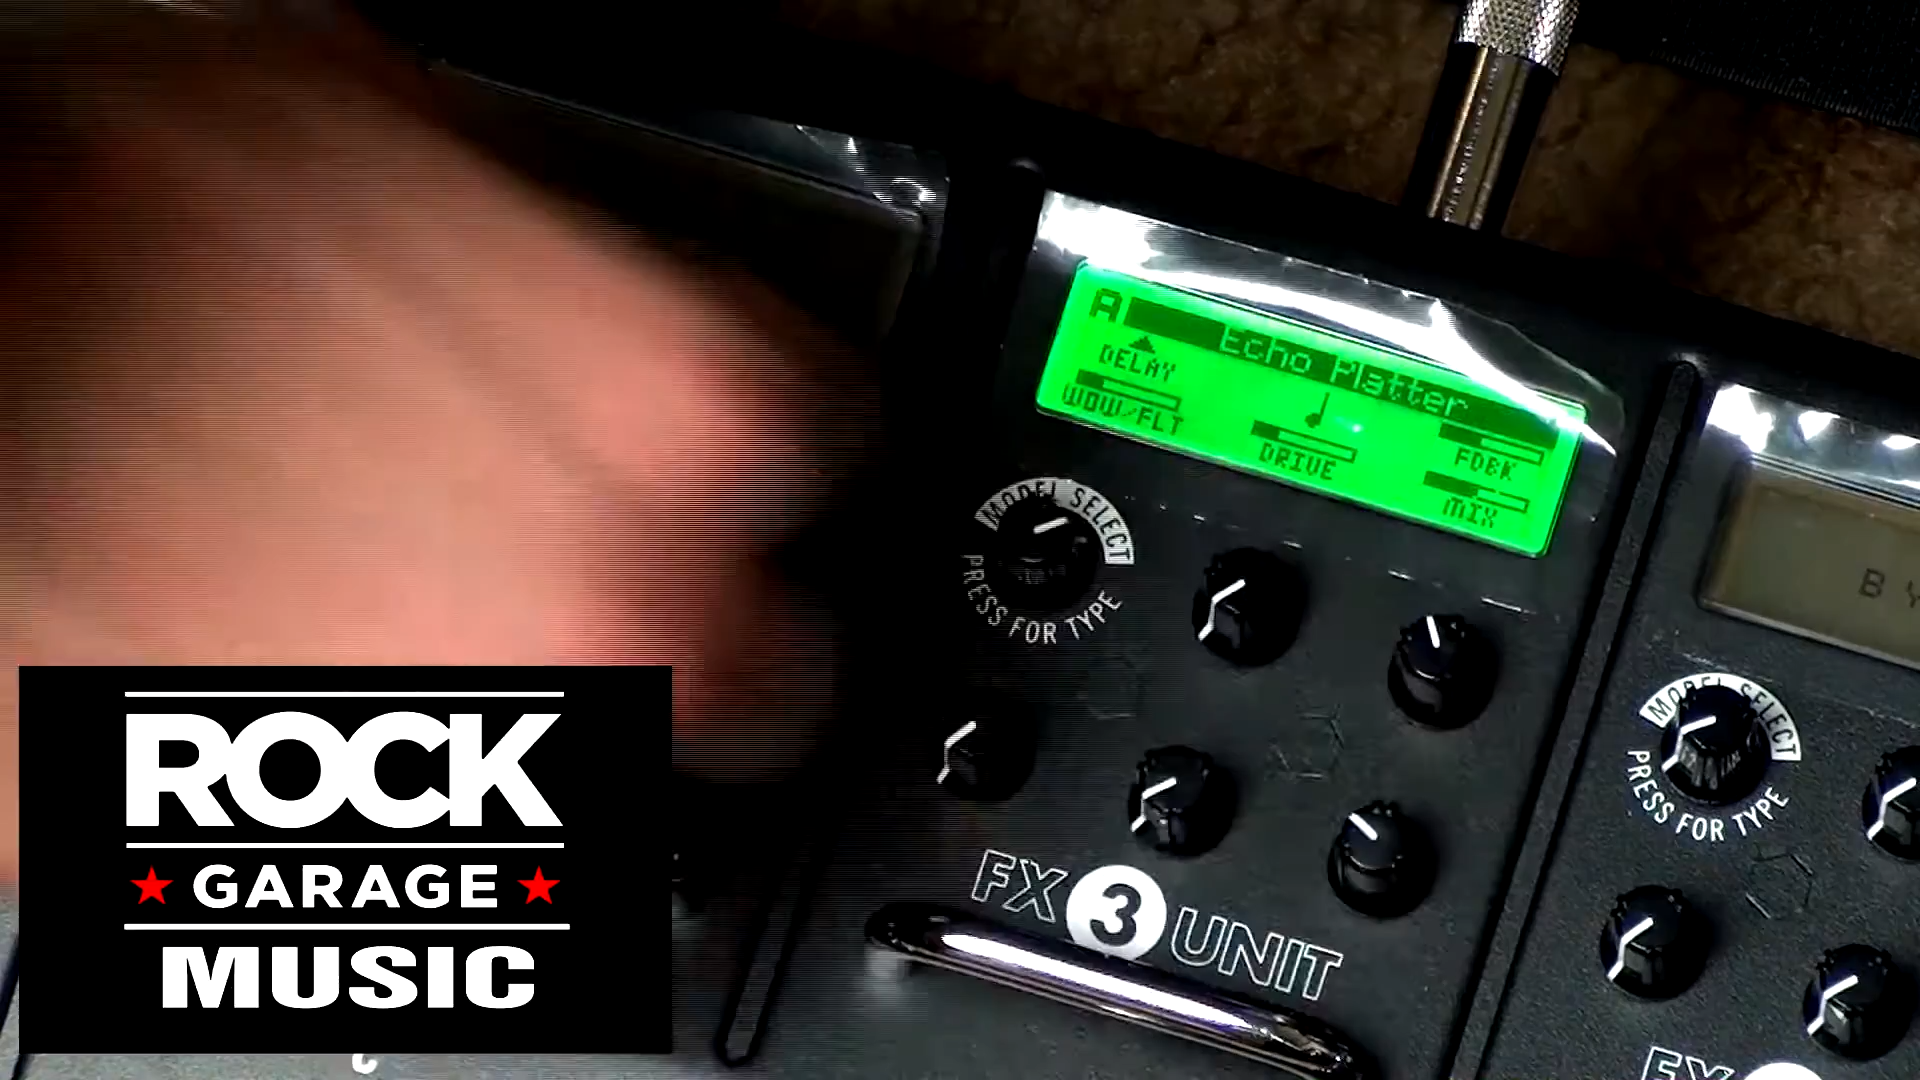 A Echo Platter
DELAY
FDBK
WOW/FLT
DRIVE
MIX
MODEL SELECT
PRESS FOR TYPE
FX 3 UNIT
MODEL SELECT
PRESS FOR TYPE
FX
ROCK
GARAGE
MUSIC